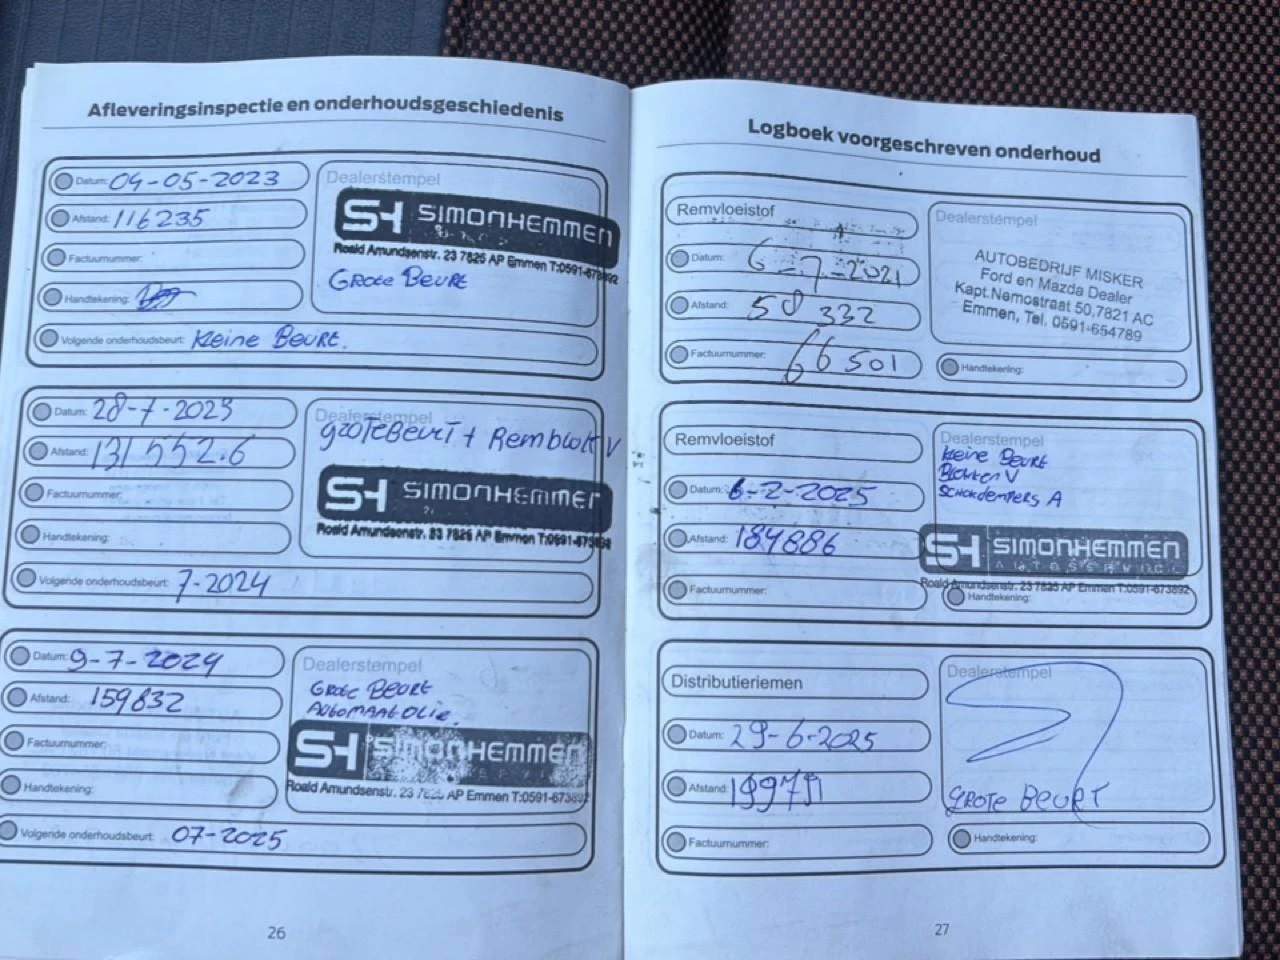 Afleveringsinspectie en onderhoudsgeschiedenis
Datum: 04-05-2023
Afstand: 116235
Factuurnummer:
Handtekening:
Dealerstempel
SH SIMONHEMMEN
Roald Amundsenstr. 23 7825 AP Emmen T:0591-673892
GROTE BEURT
Volgende onderhoudsbeurt: Kleine BEURT.
Datum: 28-7-2023
Afstand: 131552.6
Factuurnummer:
Handtekening:
Dealerstempel
GROTE BEURT + Remblok V
SH SIMONHEMMEN
Roald Amundsenstr. 23 7825 AP Emmen T:0591-673892
Volgende onderhoudsbeurt: 7-2024
Datum: 9-7-2024
Afstand: 159832
Factuurnummer:
Handtekening:
Dealerstempel
GROTE BEURT
AUTOMAAT OLIE.
SH SIMONHEMMEN
Roald Amundsenstr. 23 7825 AP Emmen T:0591-673892
Volgende onderhoudsbeurt: 07-2025
26
Logboek voorgeschreven onderhoud
Remvloeistof
Datum: 6-7-2021
Afstand: 50332
Factuurnummer: 66501
Dealerstempel
AUTOBEDRIJF MISKER
Ford en Mazda Dealer
Kapt.Nemostraat 50,7821 AC
Emmen, Tel. 0591-654789
Handtekening:
Remvloeistof
Datum: 6-2-2025
Afstand: 184886
Factuurnummer:
Dealerstempel
Kleine BEURT
BLOKKEN V
SCHOKDEMPERS A
SH SIMONHEMMEN
AUTOSERVICE
Roald Amundsenstr. 23 7825 AP Emmen T:0591-673892
Handtekening:
Distributieriemen
Datum: 29-6-2025
Afstand:
Factuurnummer:
Dealerstempel
GROTE BEURT
Handtekening:
27